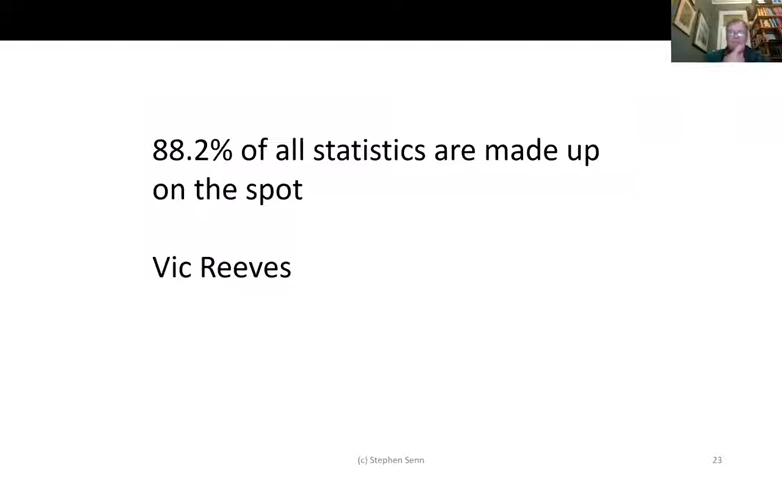 88.2% of all statistics are made up
on the spot
Vic Reeves
(c) Stephen Senn
23